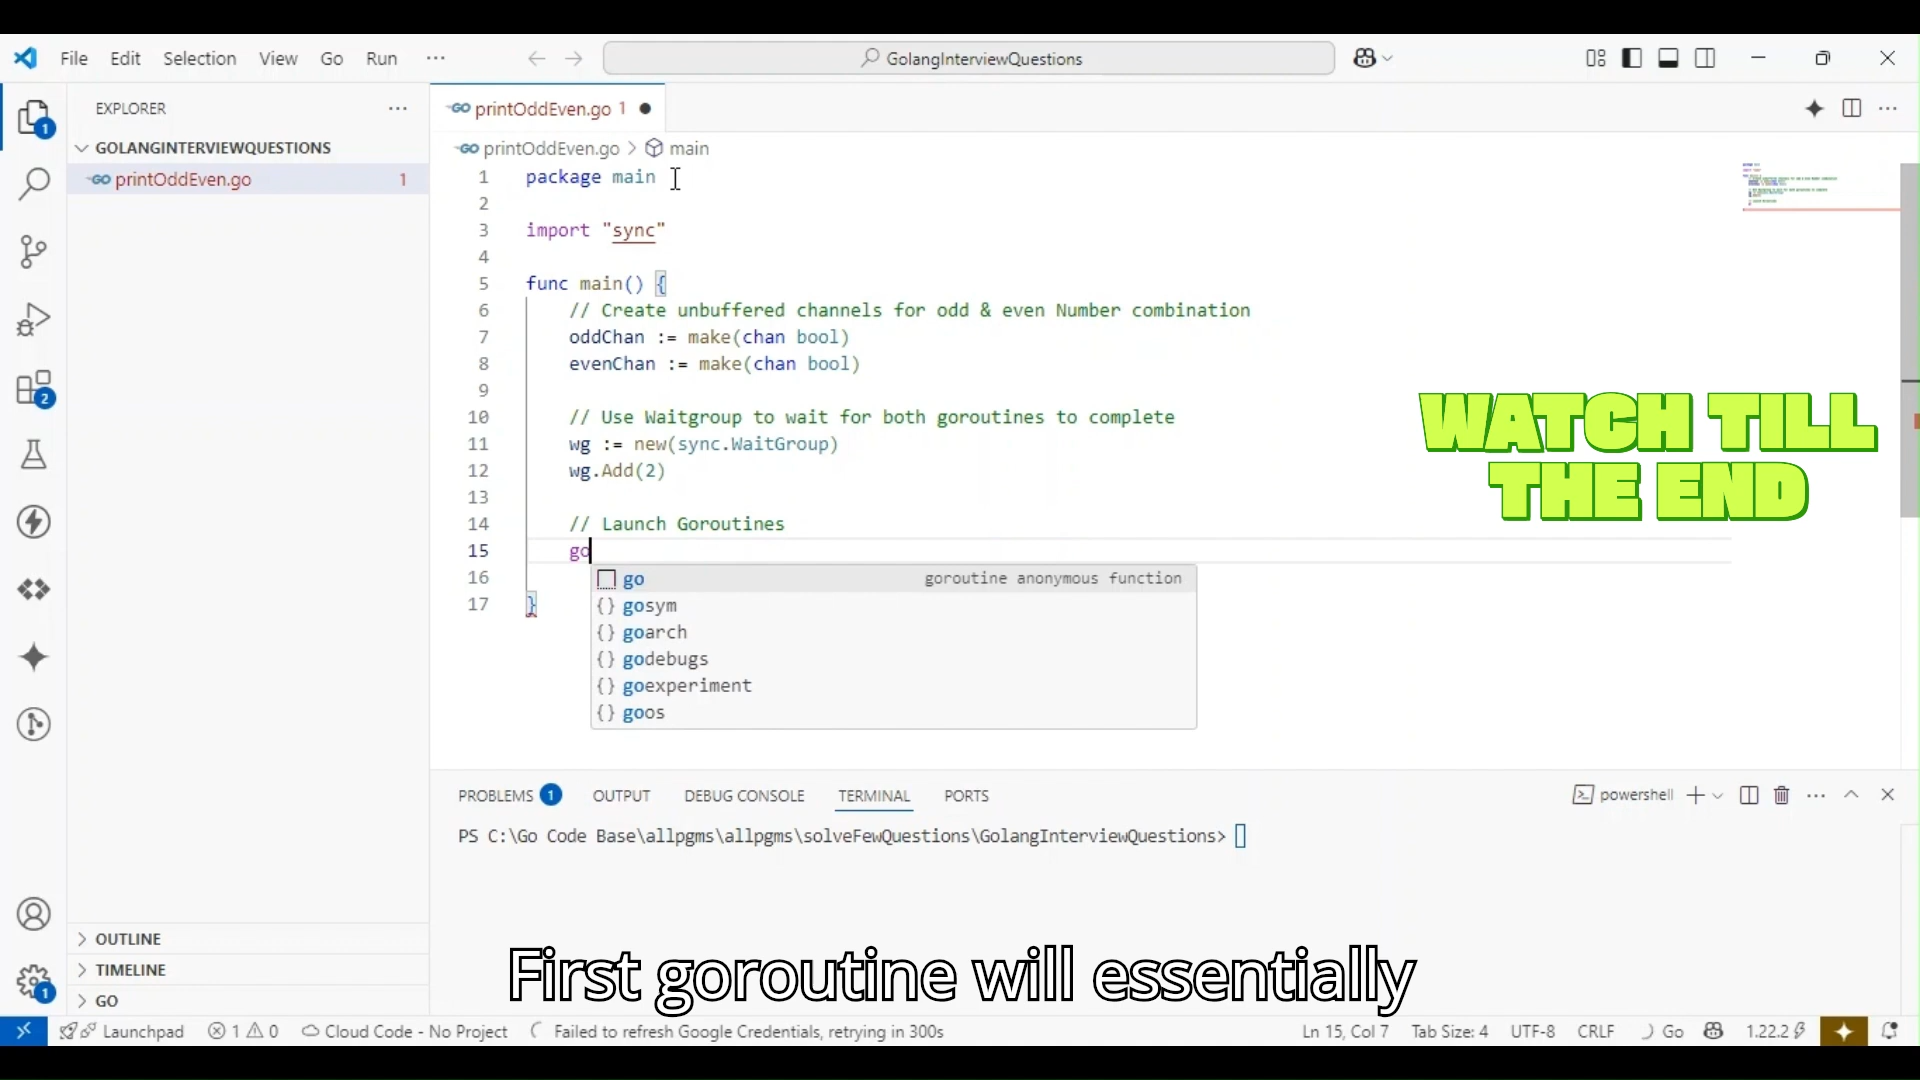 File Edit Selection View Go Run ···
GolangInterviewQuestions
EXPLORER
GOLANGINTERVIEWQUESTIONS
printOddEven.go 1
1
2
1
printOddEven.go 1
printOddEven.go > main
1 package main
2
3 import "sync"
4
5 func main() {
6 // Create unbuffered channels for odd & even Number combination
7 oddChan := make(chan bool)
8 evenChan := make(chan bool)
9
10 // Use Waitgroup to wait for both goroutines to complete
11 wg := new(sync.WaitGroup)
12 wg.Add(2)
13
14 // Launch Goroutines
15 go
16
17 }
go goroutine anonymous function
{} gosym
{} goarch
{} godebugs
{} goexperiment
{} goos
WATCH TILL
THE END
PROBLEMS 1 OUTPUT DEBUG CONSOLE TERMINAL PORTS
powershell
PS C:\Go Code Base\allpgms\allpgms\solveFewQuestions\GolangInterviewQuestions>
OUTLINE
TIMELINE
GO
First goroutine will essentially
Launchpad 1 0 Cloud Code - No Project Failed to refresh Google Credentials, retrying in 300s Ln 15, Col 7 Tab Size: 4 UTF-8 CRLF Go 1.22.2